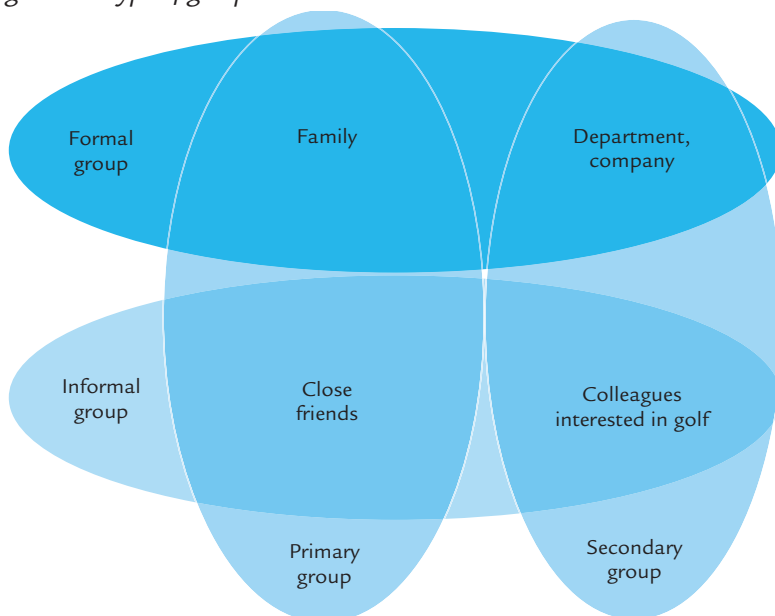 Formal
group
Family
Department,
company
Informal
group
Close
friends
Colleagues
interested in golf
Primary
group
Secondary
group